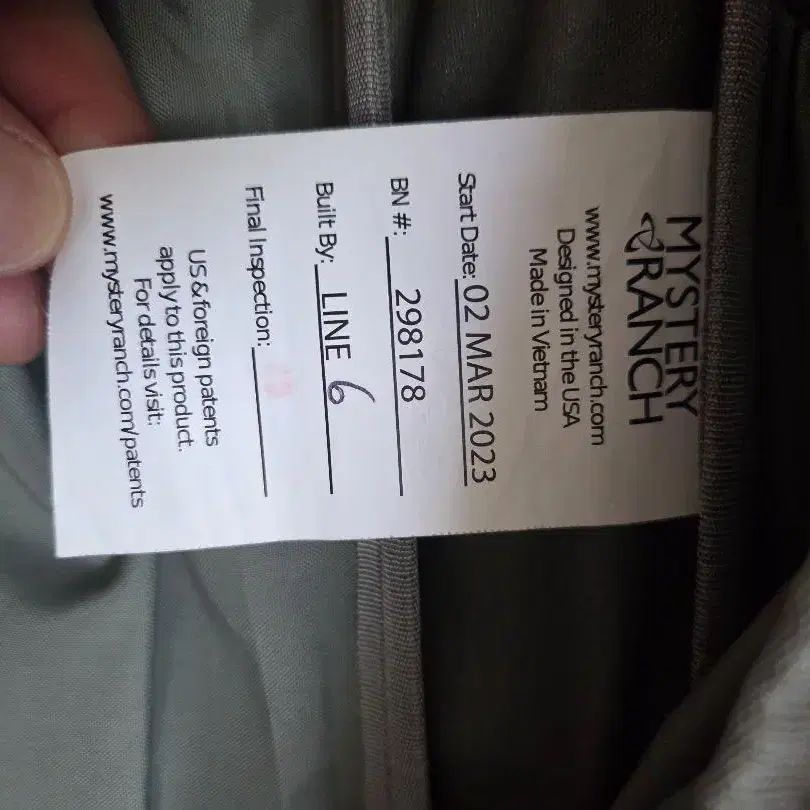 MYSTERY
RANCH
www.mysteryranch.com
Designed in the USA
Made in Vietnam
Start Date: 02 MAR 2023
BN #: 298178
Built By: LINE 6
Final Inspection:
US & foreign patents
apply to this product.
For details visit:
www.mysteryranch.com/patents